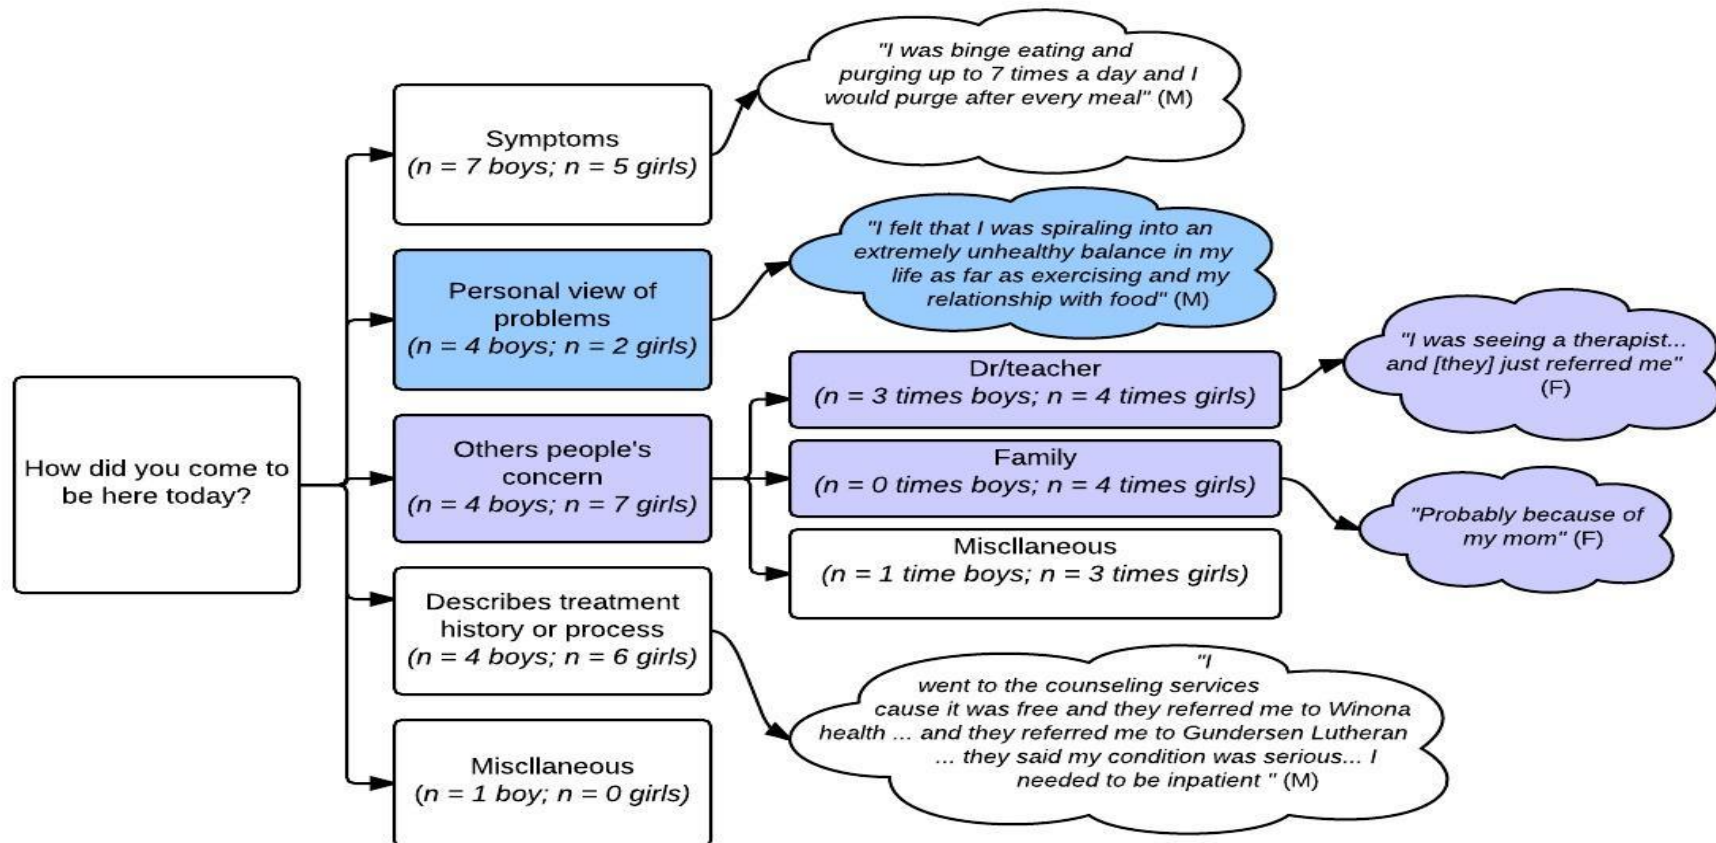 How did you come to
be here today?
Symptoms
(n = 7 boys; n = 5 girls)
"I was binge eating and
purging up to 7 times a day and I
would purge after every meal" (M)
Personal view of
problems
(n = 4 boys; n = 2 girls)
"I felt that I was spiraling into an
extremely unhealthy balance in my
life as far as exercising and my
relationship with food" (M)
Others people's
concern
(n = 4 boys; n = 7 girls)
Dr/teacher
(n = 3 times boys; n = 4 times girls)
"I was seeing a therapist...
and [they] just referred me"
(F)
Family
(n = 0 times boys; n = 4 times girls)
"Probably because of
my mom" (F)
Miscllaneous
(n = 1 time boys; n = 3 times girls)
Describes treatment
history or process
(n = 4 boys; n = 6 girls)
"I
went to the counseling services
cause it was free and they referred me to Winona
health ... and they referred me to Gundersen Lutheran
... they said my condition was serious... I
needed to be inpatient " (M)
Miscllaneous
(n = 1 boy; n = 0 girls)